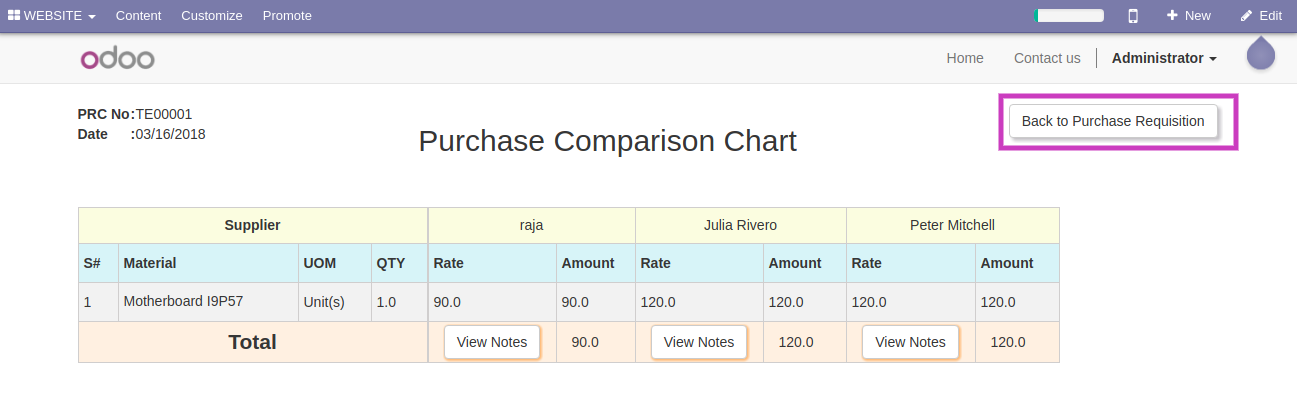 WEBSITE Content Customize Promote New Edit
odoo Home Contact us Administrator
PRC No :TE00001
Date :03/16/2018
Back to Purchase Requisition
Purchase Comparison Chart
Supplier raja Julia Rivero Peter Mitchell
S# Material UOM QTY Rate Amount Rate Amount Rate Amount
1 Motherboard I9P57 Unit(s) 1.0 90.0 90.0 120.0 120.0 120.0 120.0
Total View Notes 90.0 View Notes 120.0 View Notes 120.0